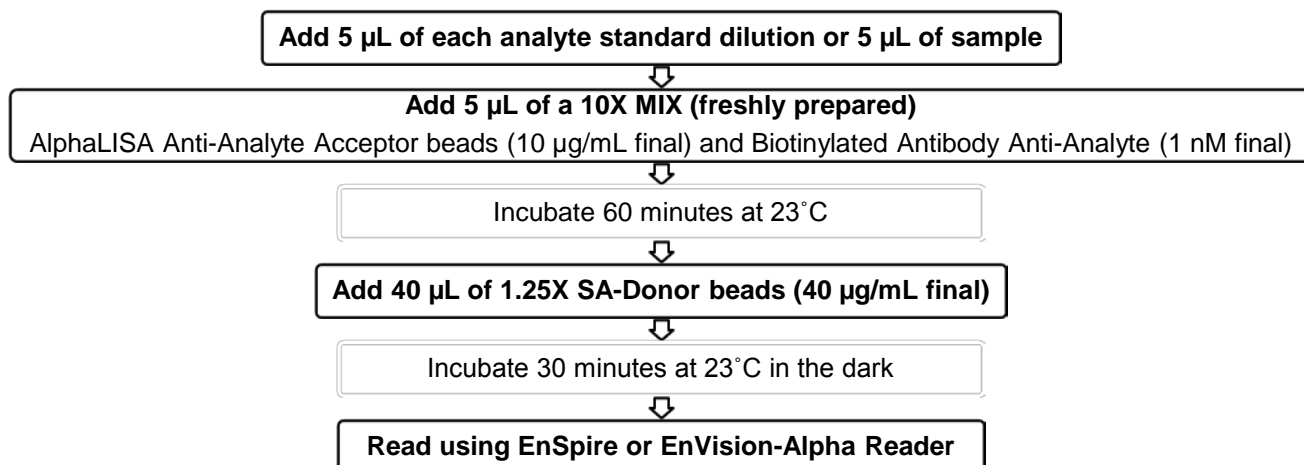 Add 5 µL of each analyte standard dilution or 5 µL of sample
Add 5 µL of a 10X MIX (freshly prepared)
AlphaLISA Anti-Analyte Acceptor beads (10 µg/mL final) and Biotinylated Antibody Anti-Analyte (1 nM final)
Incubate 60 minutes at 23˚C
Add 40 µL of 1.25X SA-Donor beads (40 µg/mL final)
Incubate 30 minutes at 23˚C in the dark
Read using EnSpire or EnVision-Alpha Reader